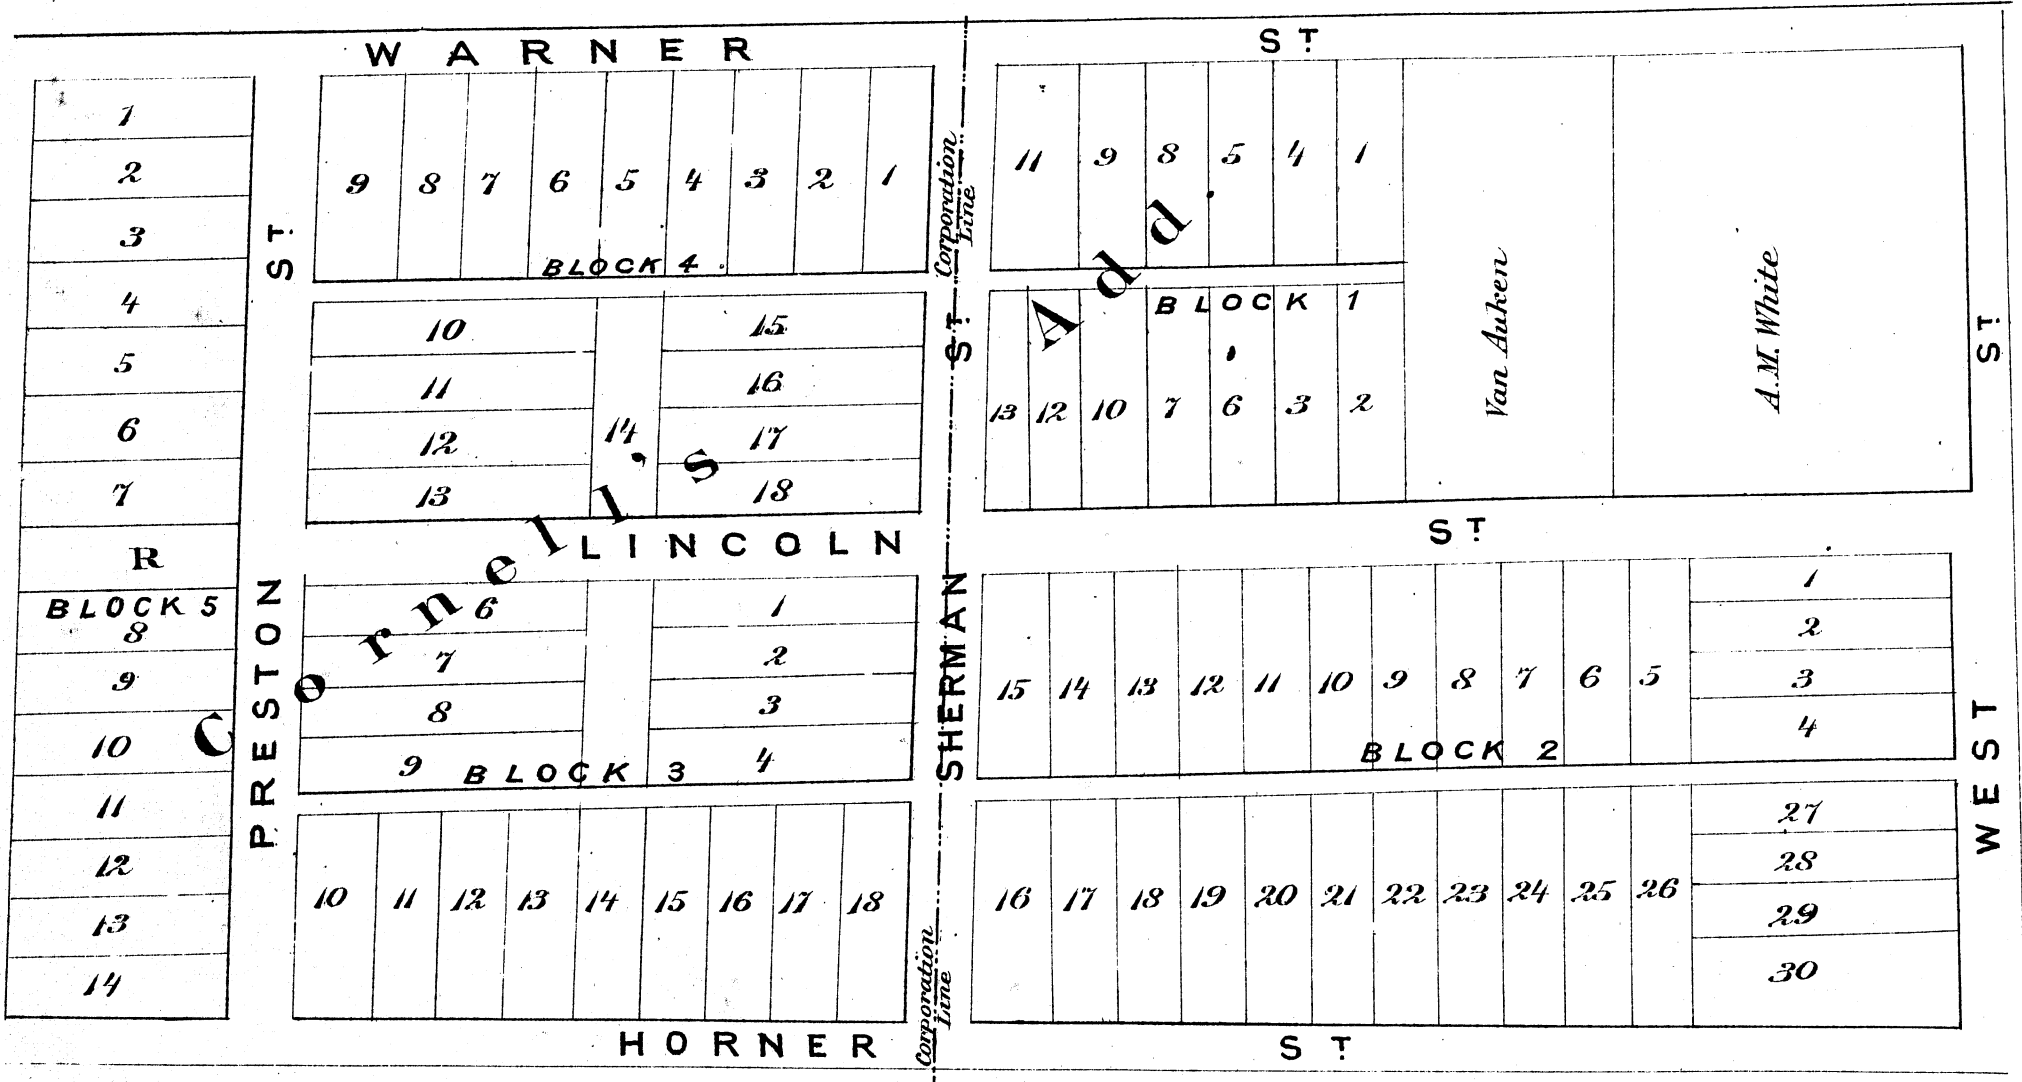 WARNER ST.
1
2
3
4
5
6
7
R
BLOCK 5
8
9
10
11
12
13
14
PRESTON ST.
9 8 7 6 5 4 3 2 1
BLOCK 4
10
11
12
13
14
15
16
17
18
Cornell's Add.
Corporation
Line
SHERMAN ST.
11 9 8 5 4 1
BLOCK 1
13 12 10 7 6 3 2
Van Auken
A.M. White
LINCOLN ST.
6
7
8
9
1
2
3
4
BLOCK 3
10 11 12 13 14 15 16 17 18
15 14 13 12 11 10 9 8 7 6 5
1
2
3
4
BLOCK 2
16 17 18 19 20 21 22 23 24 25 26
27
28
29
30
WEST ST.
Corporation
Line
HORNER ST.